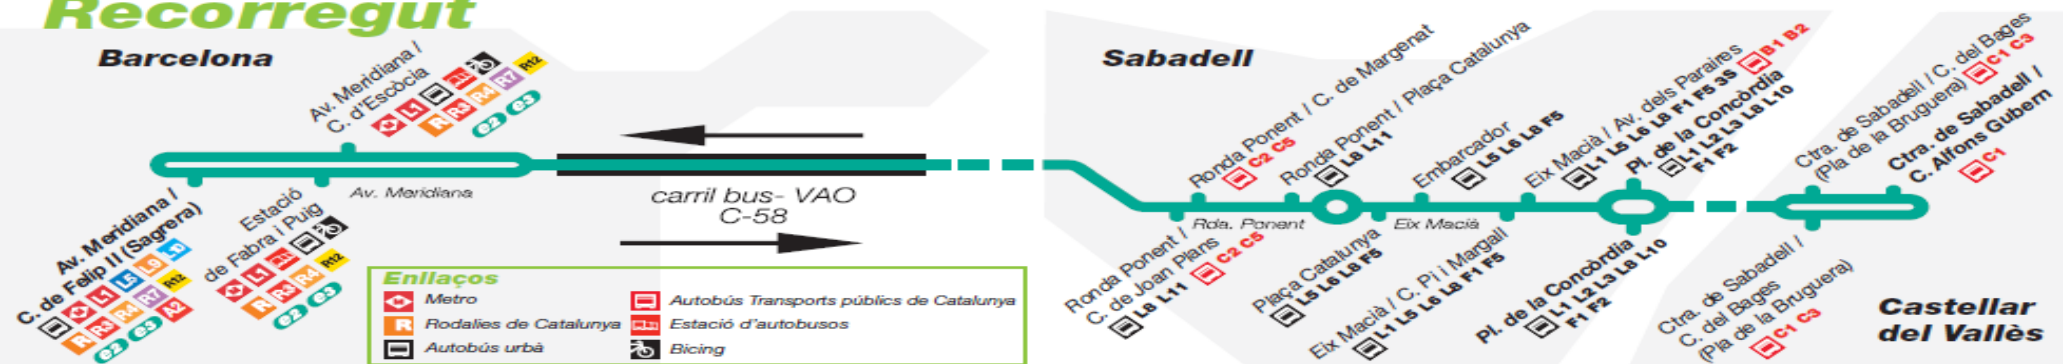 Recorregut
Barcelona
Av. Meridiana /
C. d'Escòcia
L1
R R3 R4 R7 R12
e2 e3
Av. Meridiana /
C. de Felip II (Sagrera)
L1 L5 L9 L10
R R3 R4 R7 R12
e2 e3 A2
Estació
de Fabra i Puig
L1
R R3 R4 R12
e2 e3
Av. Meridiana
carril bus- VAO
C-58
Enllaços
Metro
R Rodalies de Catalunya
Autobús urbà
Autobús Transports públics de Catalunya
Estació d'autobusos
Bicing
Sabadell
Ronda Ponent / C. de Margenat
C2 C5
Ronda Ponent / Plaça Catalunya
L8 L11
Embarcador
L5 L6 L8 F5
Eix Macià / Av. dels Paraires
L1 L5 L6 L8 F1 F5 3S B1 B2
Pl. de la Concòrdia
L1 L2 L3 L8 L10
F1 F2
Rda. Ponent
Eix Macià
Ronda Ponent /
C. de Joan Plans
L8 L11 C2 C5
Plaça Catalunya
L5 L6 L8 F5
Eix Macià / C. Pi i Margall
L1 L5 L6 L8 F1 F5
Pl. de la Concòrdia
L1 L2 L3 L8 L10
F1 F2
Ctra. de Sabadell / C. del Bages
(Pla de la Bruguera) C1 C3
Ctra. de Sabadell /
C. Alfons Gubern
C1
Ctra. de Sabadell /
C. del Bages
(Pla de la Bruguera)
C1 C3
Castellar
del Vallès